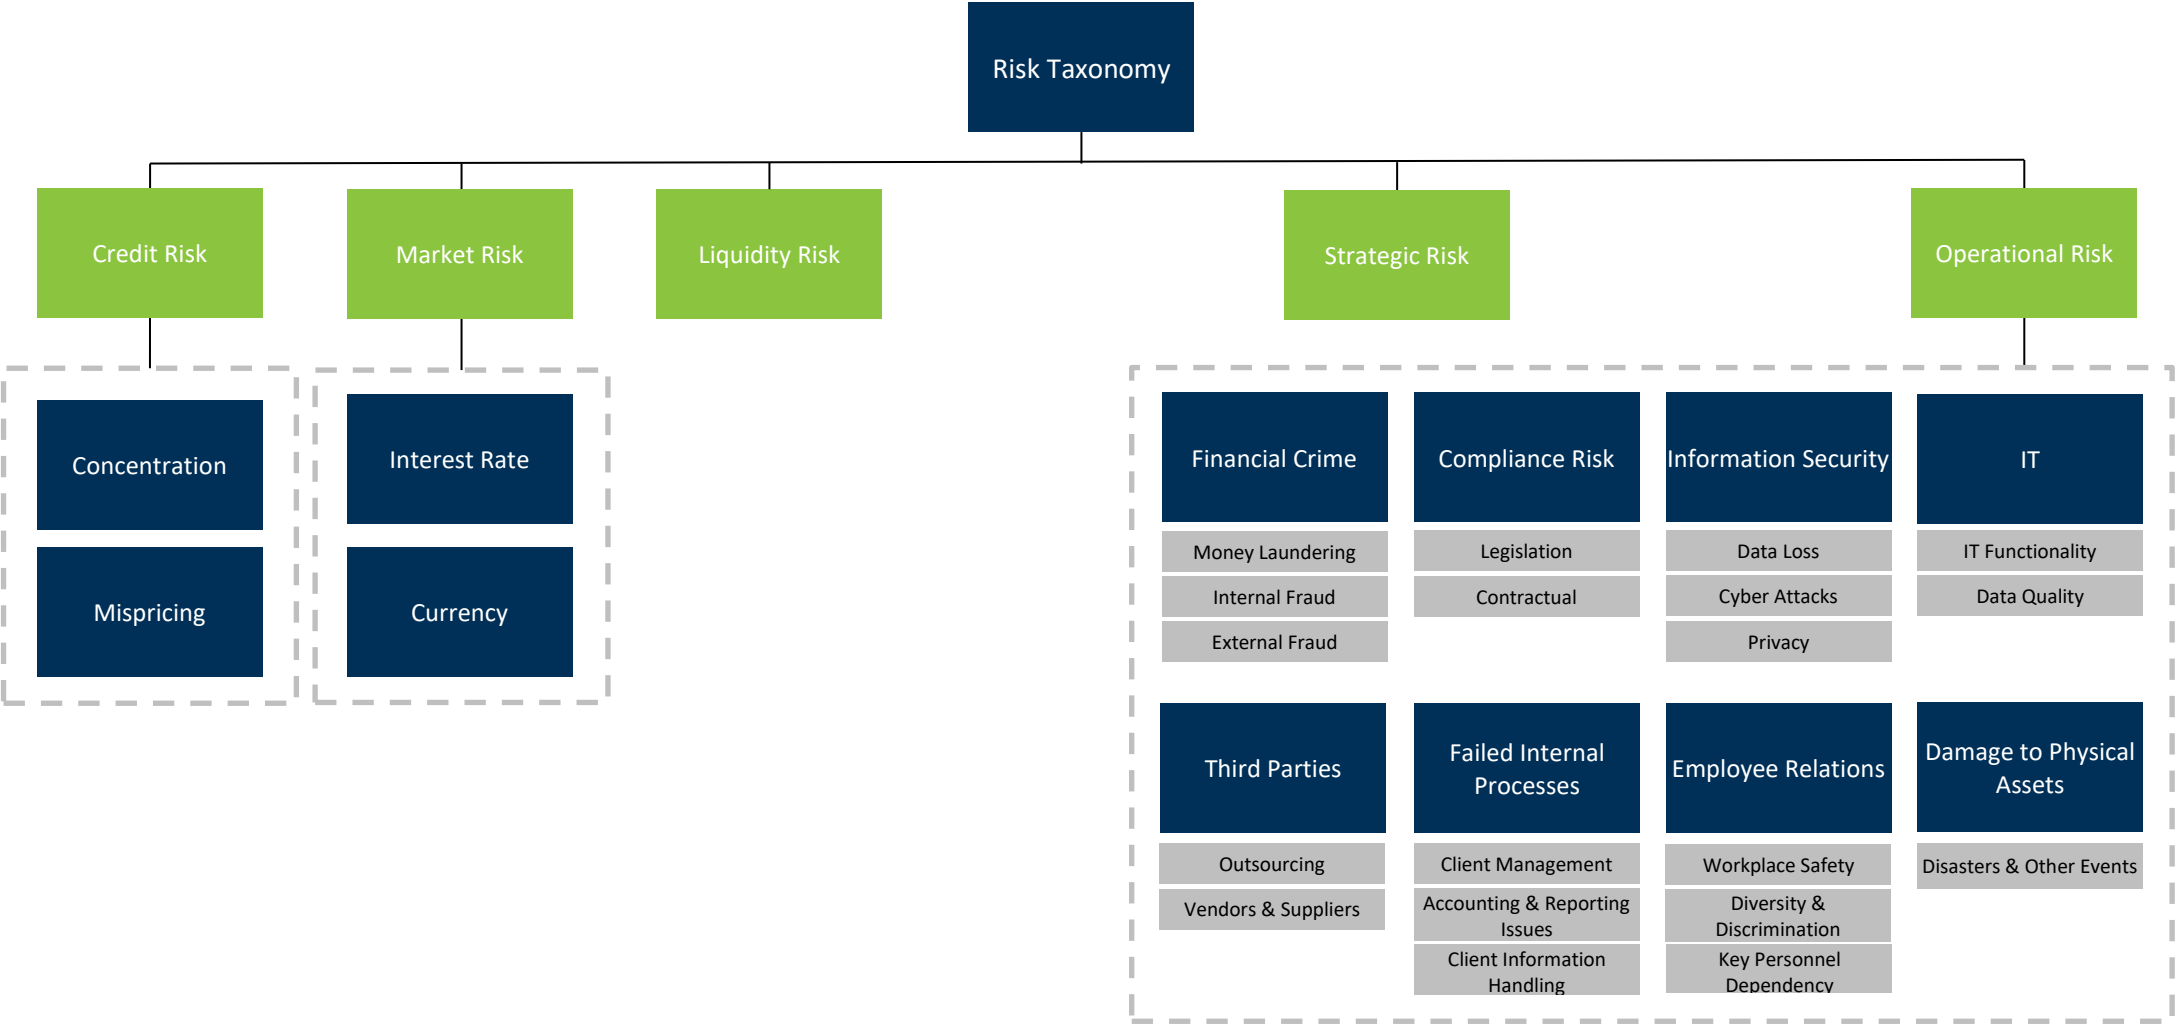 Risk Taxonomy
Credit Risk
Market Risk
Liquidity Risk
Strategic Risk
Operational Risk
Concentration
Mispricing
Interest Rate
Currency
Financial Crime
Money Laundering
Internal Fraud
External Fraud
Compliance Risk
Legislation
Contractual
Information Security
Data Loss
Cyber Attacks
Privacy
IT
IT Functionality
Data Quality
Third Parties
Outsourcing
Vendors & Suppliers
Failed Internal
Processes
Client Management
Accounting & Reporting
Issues
Client Information
Handling
Employee Relations
Workplace Safety
Diversity &
Discrimination
Key Personnel
Dependency
Damage to Physical
Assets
Disasters & Other Events